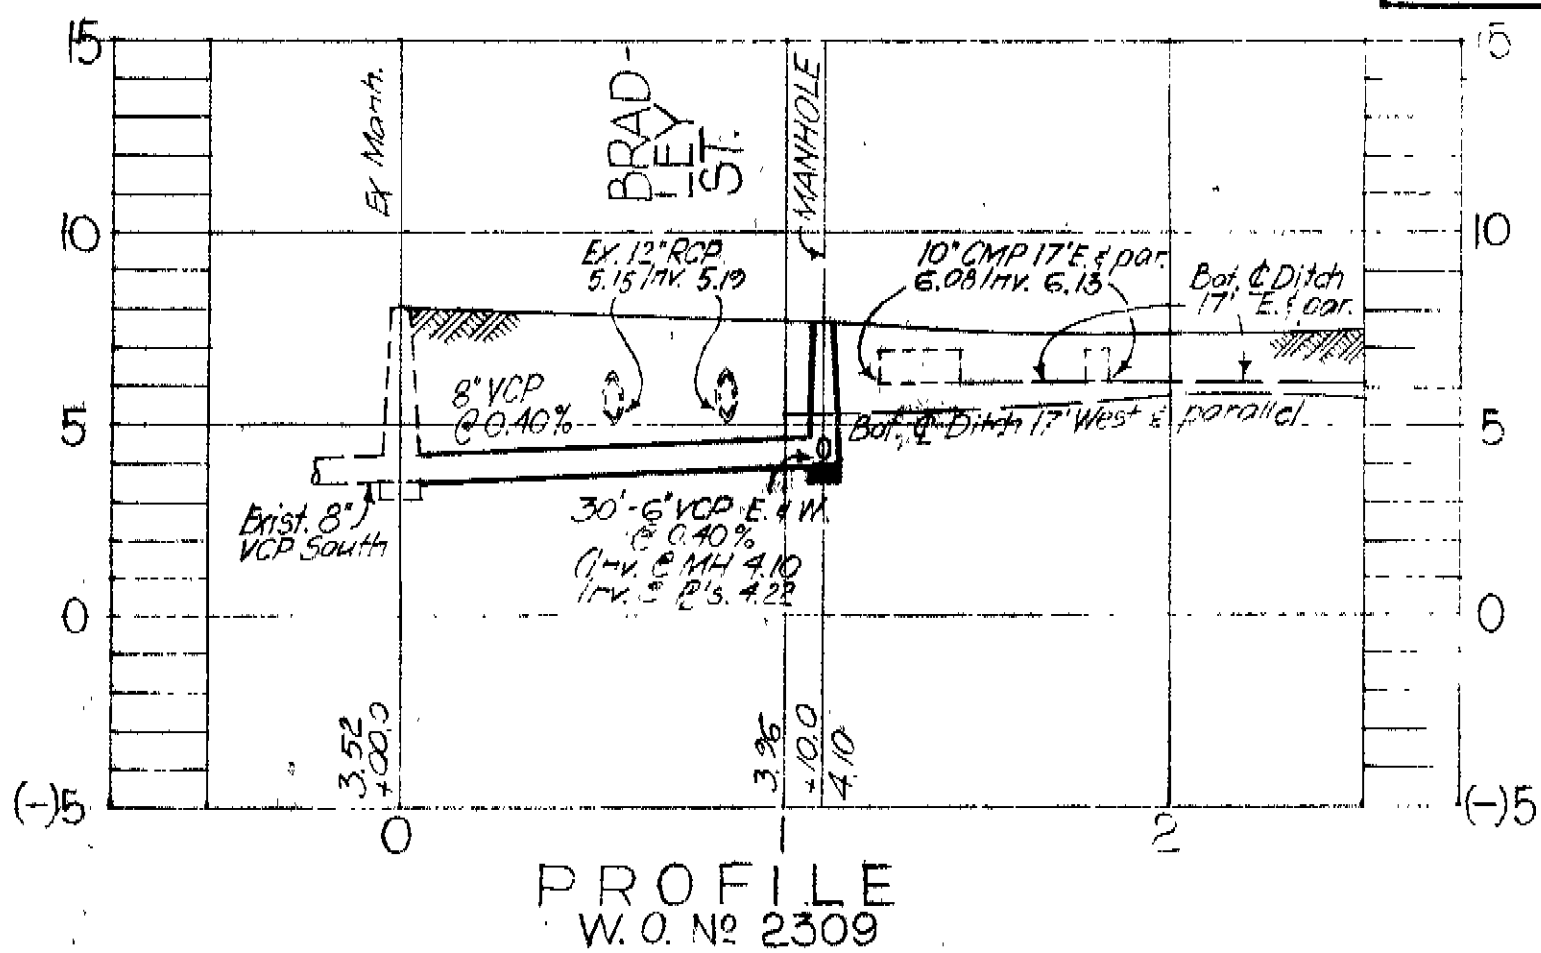 15
15
Ex Manh.
BRAD-
LEY
ST.
MANHOLE
10
10
Ex. 12" RCP
5.15 Inv. 5.19
10" CMP 17' E. & par.
6.08 Inv. 6.13
Bot. ℄ Ditch
17' E. & par.
8" VCP
@ 0.40%
5
5
Bot. ℄ Ditch 17' West & parallel
Exist. 8"
VCP South
30'-6" VCP E. & W.
@ 0.40%
Inv. @ MH 4.10
Inv. @ ℄'s. 4.22
0
0
3.52
+00.0
3.96
+10.0
4.10
(-)5
(-)5
0
1
2
PROFILE
W.O. Nº 2309